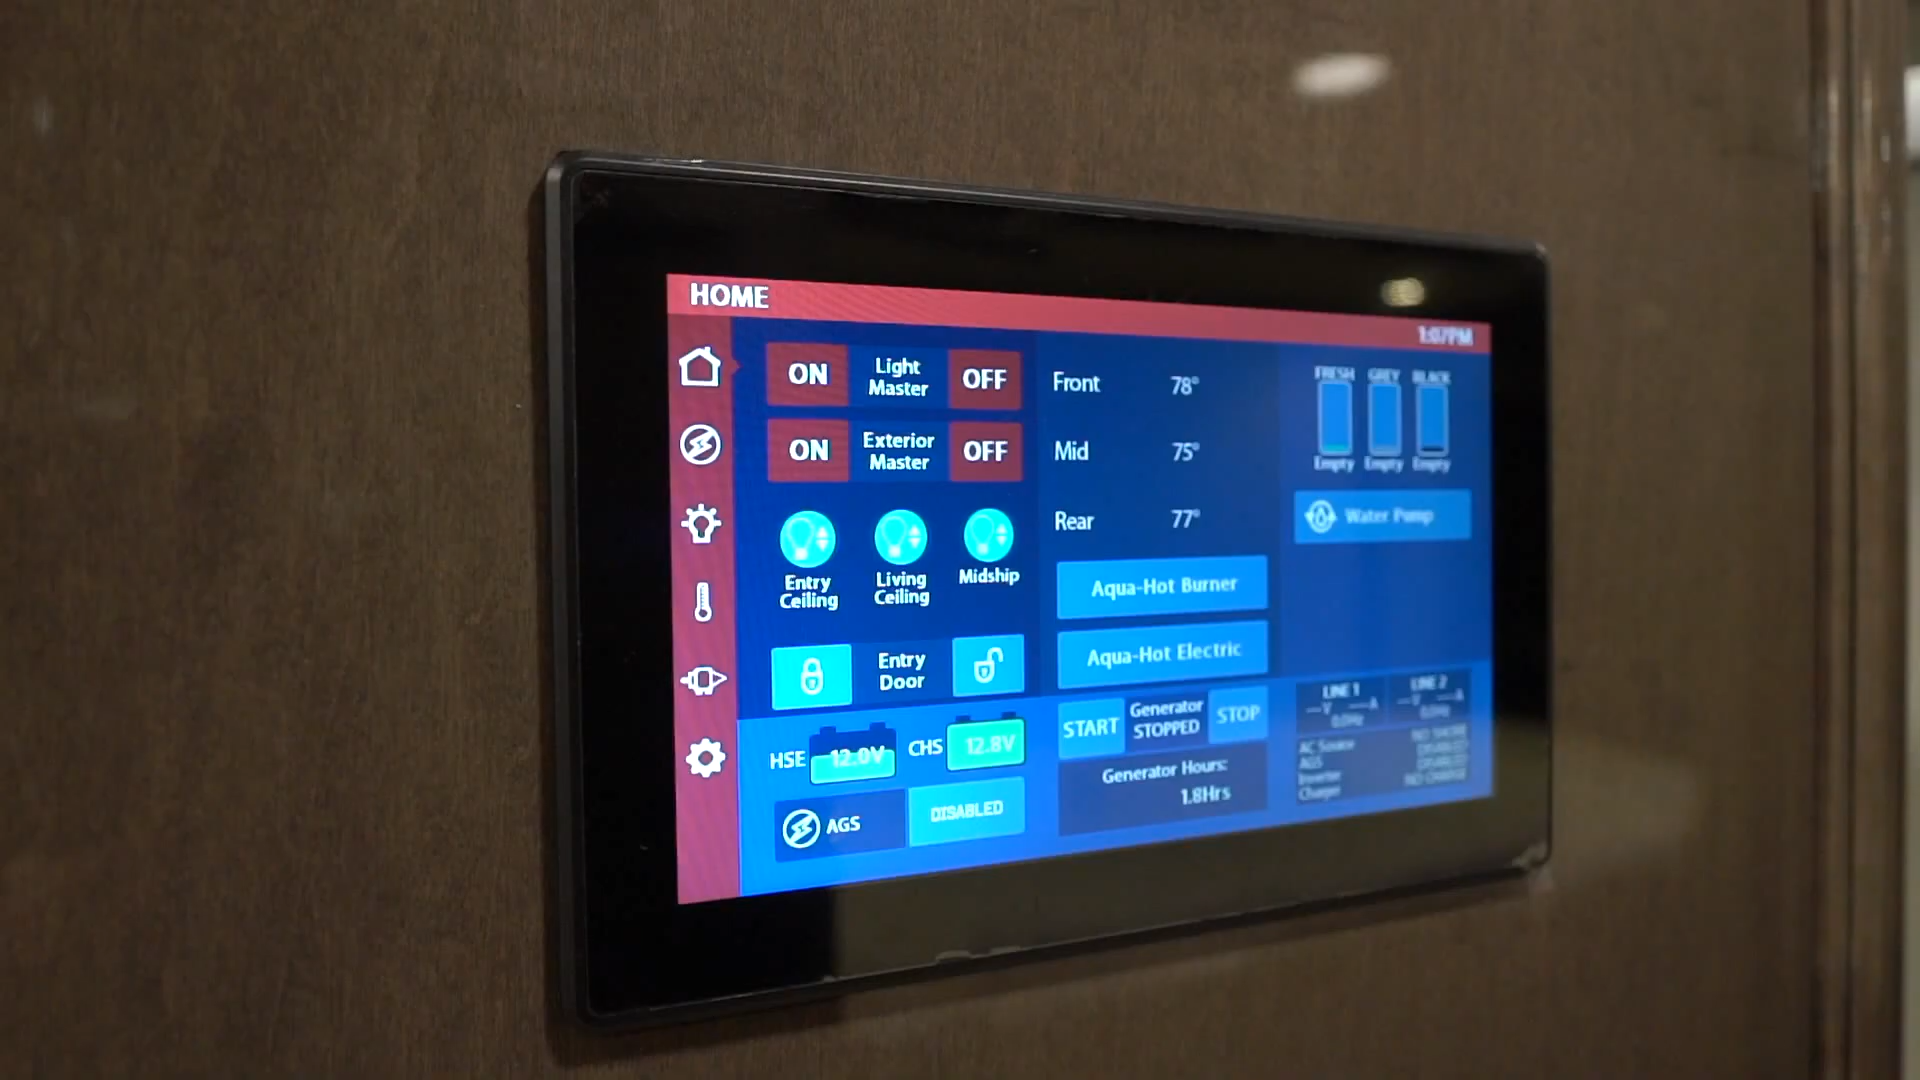 HOME
1:07PM
ON Light Master OFF
ON Exterior Master OFF
Entry Ceiling
Living Ceiling
Midship
Entry Door
HSE 12.0V CHS 12.8V
AGS DISABLED
Front 78°
Mid 75°
Rear 77°
Aqua-Hot Burner
Aqua-Hot Electric
START Generator STOPPED STOP
Generator Hours:
1.8Hrs
FRESH GREY BLACK
Empty Empty Empty
Water Pump
LINE 1 LINE 2
---V ---A ---V ---A
0.0Hz 0.0Hz
AC Source NO SHORE
AGS DISABLED
Inverter DISABLED
Charger NO CHARGE